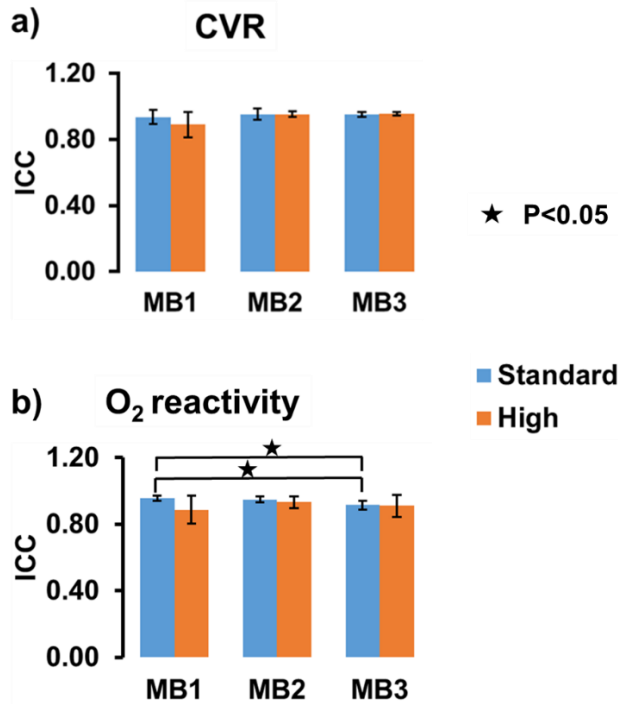 a) CVR
1.20
0.80
0.40
0.00
ICC
MB1 MB2 MB3
★ P<0.05
Standard
High
b) O₂ reactivity
★
★
1.20
0.80
0.40
0.00
ICC
MB1 MB2 MB3